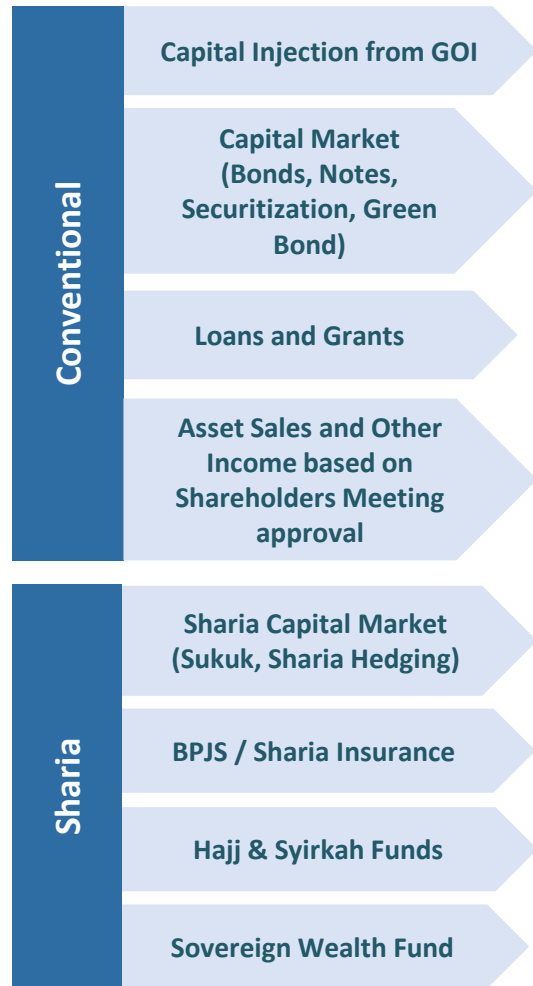 Conventional
Capital Injection from GOI
Capital Market
(Bonds, Notes,
Securitization, Green
Bond)
Loans and Grants
Asset Sales and Other
Income based on
Shareholders Meeting
approval
Sharia
Sharia Capital Market
(Sukuk, Sharia Hedging)
BPJS / Sharia Insurance
Hajj & Syirkah Funds
Sovereign Wealth Fund